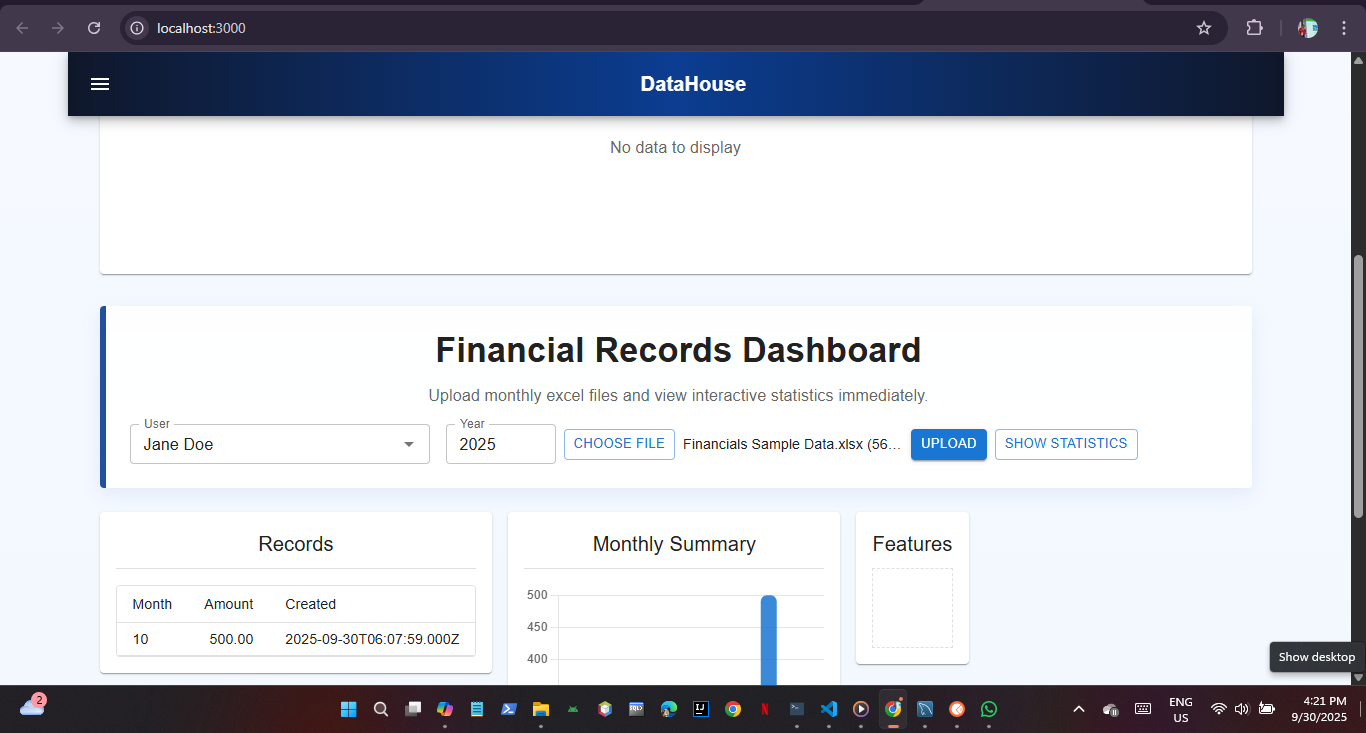 localhost:3000
DataHouse
No data to display
Financial Records Dashboard
Upload monthly excel files and view interactive statistics immediately.
User
Jane Doe
Year
2025
CHOOSE FILE
Financials Sample Data.xlsx (56...
UPLOAD
SHOW STATISTICS
Records
Month Amount Created
10 500.00 2025-09-30T06:07:59.000Z
Monthly Summary
500
450
400
Features
Show desktop
2
ENG
US
4:21 PM
9/30/2025